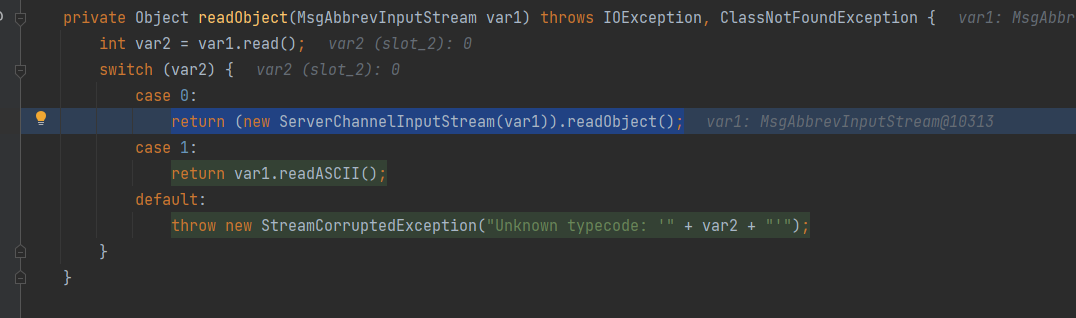 private Object readObject(MsgAbbrevInputStream var1) throws IOException, ClassNotFoundException { var1: MsgAbbr
int var2 = var1.read(); var2 (slot_2): 0
switch (var2) { var2 (slot_2): 0
case 0:
return (new ServerChannelInputStream(var1)).readObject(); var1: MsgAbbrevInputStream@10313
case 1:
return var1.readASCII();
default:
throw new StreamCorruptedException("Unknown typecode: '" + var2 + "'");
}
}